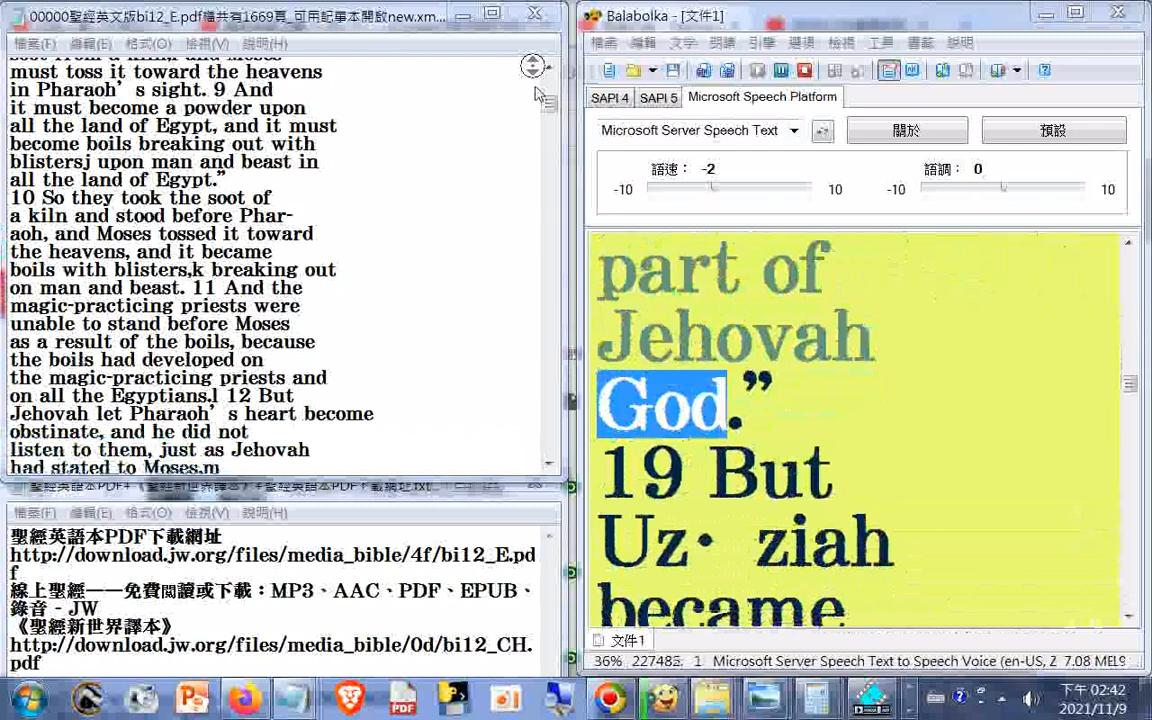 00000聖經英文版bi12_E.pdf檔共有1669頁_可用記事本開啟new.xm...
檔案(F) 編輯(E) 格式(O) 檢視(V) 說明(H)
must toss it toward the heavens
in Pharaoh’s sight. 9 And
it must become a powder upon
all the land of Egypt, and it must
become boils breaking out with
blistersj upon man and beast in
all the land of Egypt.”
10 So they took the soot of
a kiln and stood before Phar-
aoh, and Moses tossed it toward
the heavens, and it became
boils with blisters,k breaking out
on man and beast. 11 And the
magic-practicing priests were
unable to stand before Moses
as a result of the boils, because
the boils had developed on
the magic-practicing priests and
on all the Egyptians.l 12 But
Jehovah let Pharaoh’s heart become
obstinate, and he did not
listen to them, just as Jehovah
had stated to Moses,m
檔案(F) 編輯(E) 格式(O) 檢視(V) 說明(H)
聖經英語本PDF下載網址
http://download.jw.org/files/media_bible/4f/bi12_E.pd
f
線上聖經——免費閱讀或下載：MP3、AAC、PDF、EPUB、
錄音 - JW
《聖經新世界譯本》
http://download.jw.org/files/media_bible/0d/bi12_CH.
pdf
Balabolka - [文件1]
檔案 編輯 文字 朗讀 引擎 選項 檢視 工具 書籤 說明
SAPI 4 SAPI 5 Microsoft Speech Platform
Microsoft Server Speech Text 關於 預設
語速： -2 語調： 0
-10 10 -10 10
part of
Jehovah
God.”
19 But
Uz· ziah
became
文件1
36% 227485: 1 Microsoft Server Speech Text to Speech Voice (en-US, Z 7.08 MEL9
下午 02:42
2021/11/9